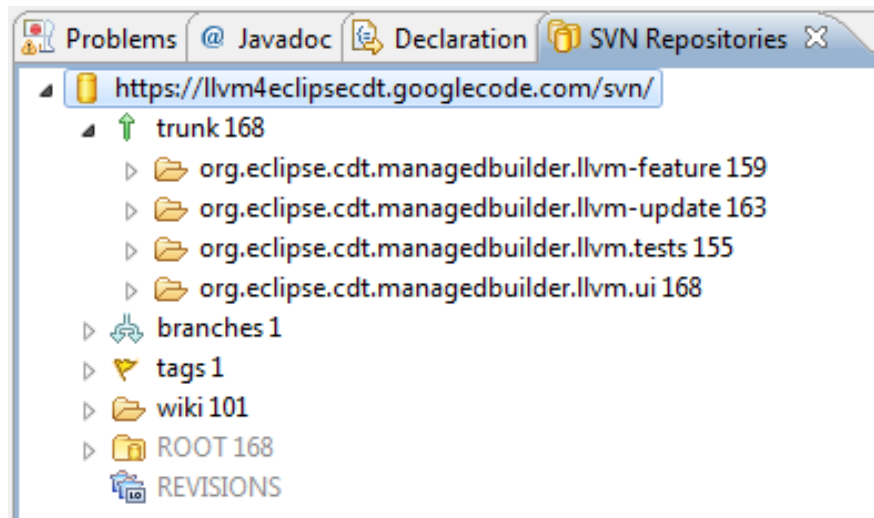 Problems @ Javadoc Declaration SVN Repositories
https://llvm4eclipsecdt.googlecode.com/svn/
trunk 168
org.eclipse.cdt.managedbuilder.llvm-feature 159
org.eclipse.cdt.managedbuilder.llvm-update 163
org.eclipse.cdt.managedbuilder.llvm.tests 155
org.eclipse.cdt.managedbuilder.llvm.ui 168
branches 1
tags 1
wiki 101
ROOT 168
REVISIONS